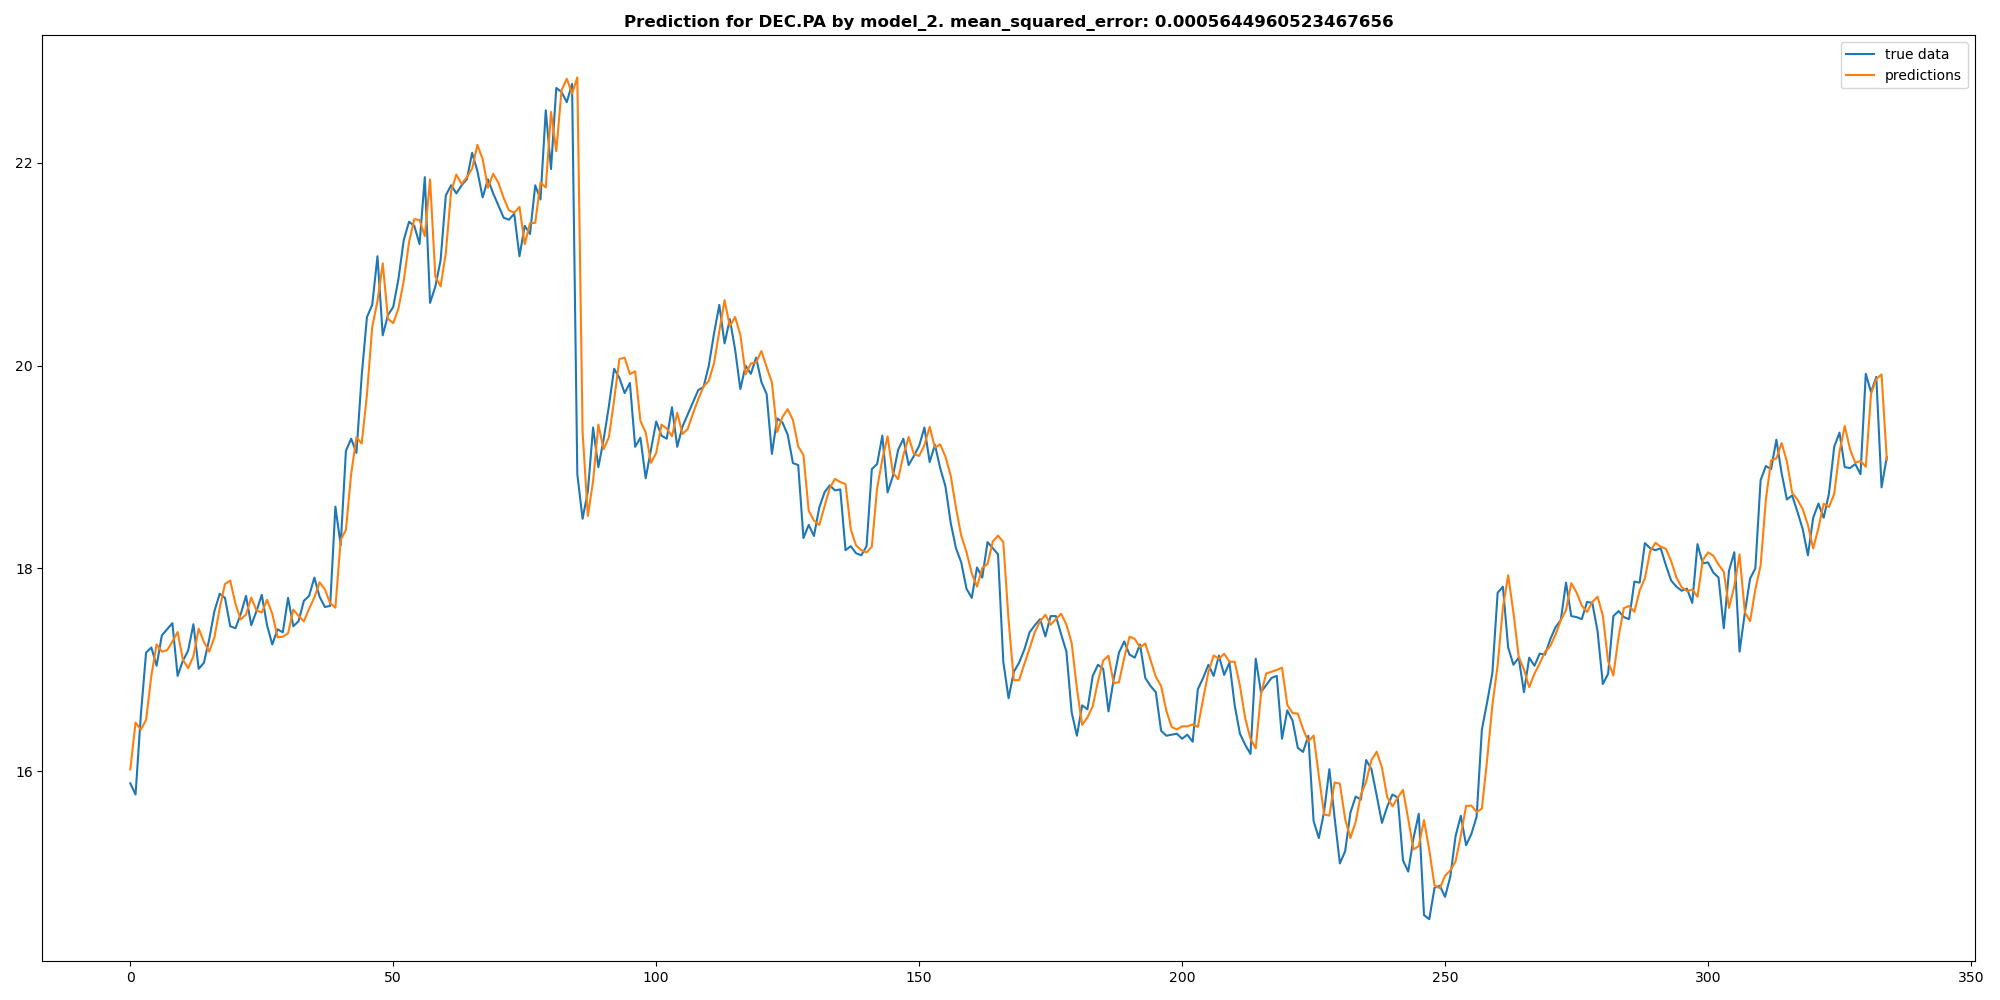 Prediction for DEC.PA by model_2. mean_squared_error: 0.0005644960523467656
true data
predictions
22
20
18
16
0 50 100 150 200 250 300 350